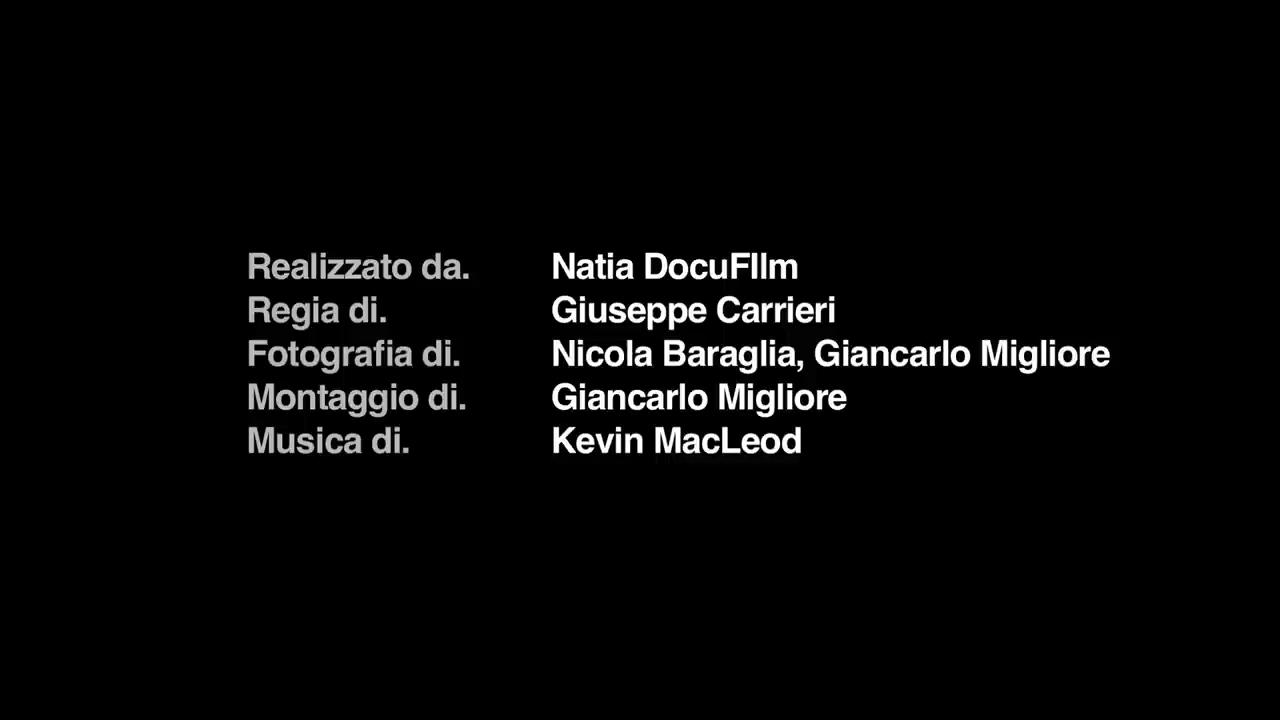 Realizzato da. Natia DocuFIlm
Regia di. Giuseppe Carrieri
Fotografia di. Nicola Baraglia, Giancarlo Migliore
Montaggio di. Giancarlo Migliore
Musica di. Kevin MacLeod